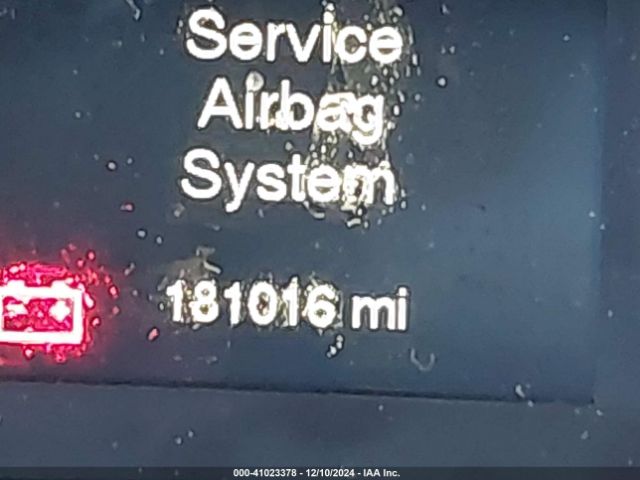 Service
Airbag
System
181016 mi
000-41023378 - 12/10/2024 - IAA Inc.